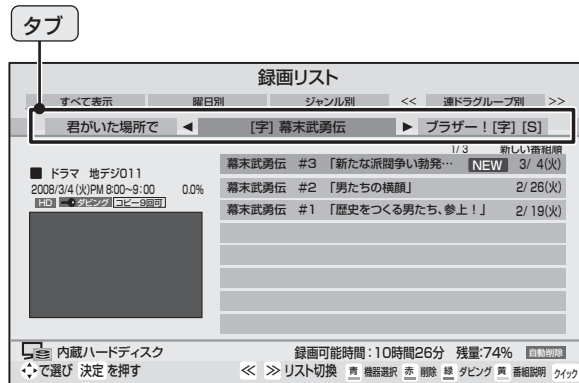 タブ
録画リスト
すべて表示 曜日別 ジャンル別 << 連ドラグループ別 >>
君がいた場所で ◀ [字] 幕末武勇伝 ▶ ブラザー！[字] [S]
1/3 新しい番組順
■ ドラマ 地デジ011
2008/3/4 (火)PM 8:00~9:00 0.0%
HD ダビング コピー9回可
幕末武勇伝 #3 「新たな派閥争い勃発… NEW 3/ 4(火)
幕末武勇伝 #2 「男たちの横顔」 2/ 26(火)
幕末武勇伝 #1 「歴史をつくる男たち、参上！」 2/ 19(火)
内蔵ハードディスク 録画可能時間：10時間26分 残量：74% 自動削除
で選び 決定 を押す ≪ ≫ リスト切換 青 機器選択 赤 削除 緑 ダビング 黄 番組説明 クイック